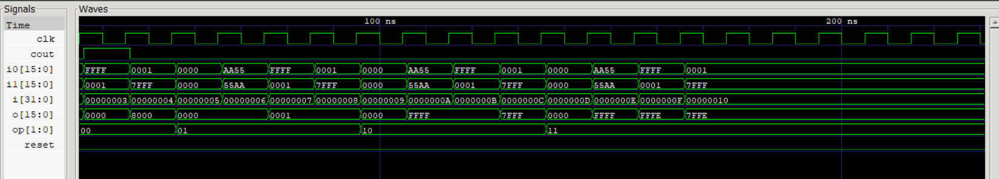 Signals Waves
Time 100 ns 200 ns
clk
cout
i0[15:0] FFFF 0001 0000 AA55 FFFF 0001 0000 AA55 FFFF 0001 0000 AA55 FFFF 0001
i1[15:0] 0001 7FFF 0000 55AA 0001 7FFF 0000 55AA 0001 7FFF 0000 55AA 0001 7FFF
i[31:0] 00000003 00000004 00000005 00000006 00000007 00000008 00000009 0000000A 0000000B 0000000C 0000000D 0000000E 0000000F 00000010
o[15:0] 0000 8000 0000 0001 0000 FFFF 7FFF 0000 FFFF FFFE 7FFE
op[1:0] 00 01 10 11
reset